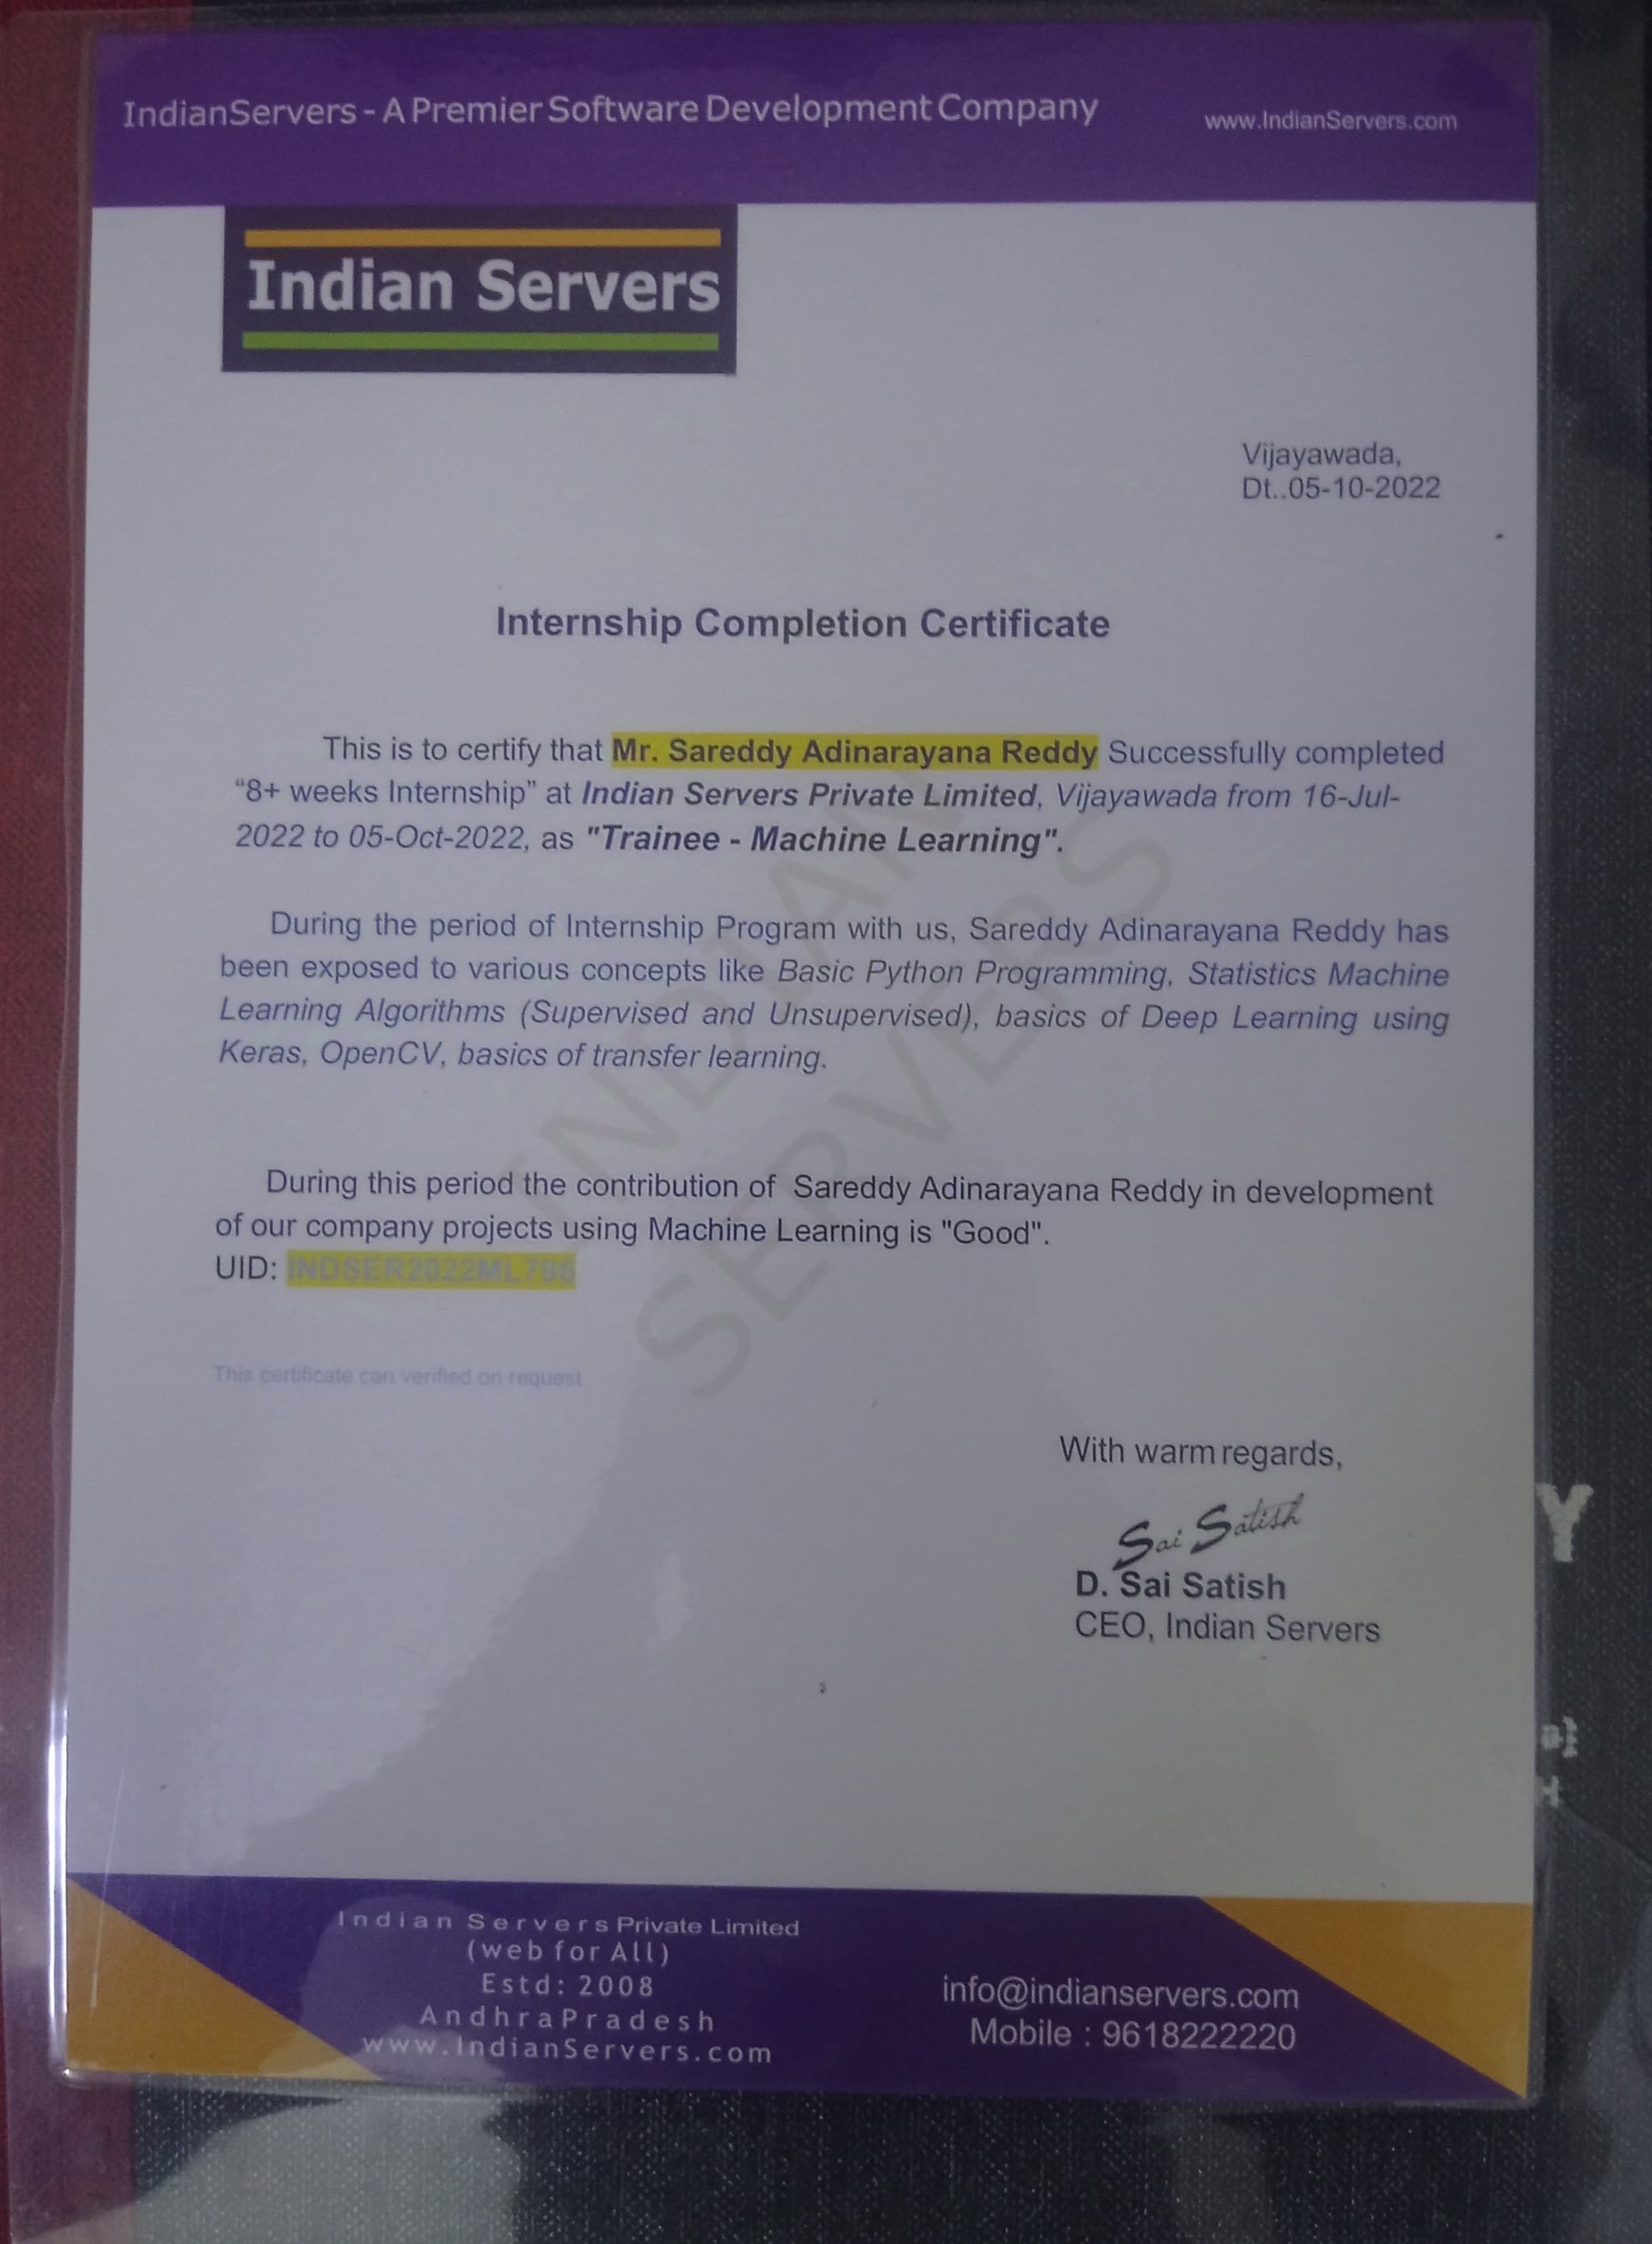 IndianServers - A Premier Software Development Company
www.IndianServers.com
Indian Servers
Vijayawada,
Dt..05-10-2022
Internship Completion Certificate
This is to certify that Mr. Sareddy Adinarayana Reddy Successfully completed
“8+ weeks Internship” at Indian Servers Private Limited, Vijayawada from 16-Jul-
2022 to 05-Oct-2022, as "Trainee - Machine Learning".
During the period of Internship Program with us, Sareddy Adinarayana Reddy has
been exposed to various concepts like Basic Python Programming, Statistics Machine
Learning Algorithms (Supervised and Unsupervised), basics of Deep Learning using
Keras, OpenCV, basics of transfer learning.
INDIAN
SERVERS
During this period the contribution of Sareddy Adinarayana Reddy in development
of our company projects using Machine Learning is "Good".
UID:
This certificate can verified on request
With warm regards,
Sai Satish
D. Sai Satish
CEO, Indian Servers
Indian Servers Private Limited
(web for All)
Estd: 2008
AndhraPradesh
www.IndianServers.com
info@indianservers.com
Mobile : 9618222220
Y